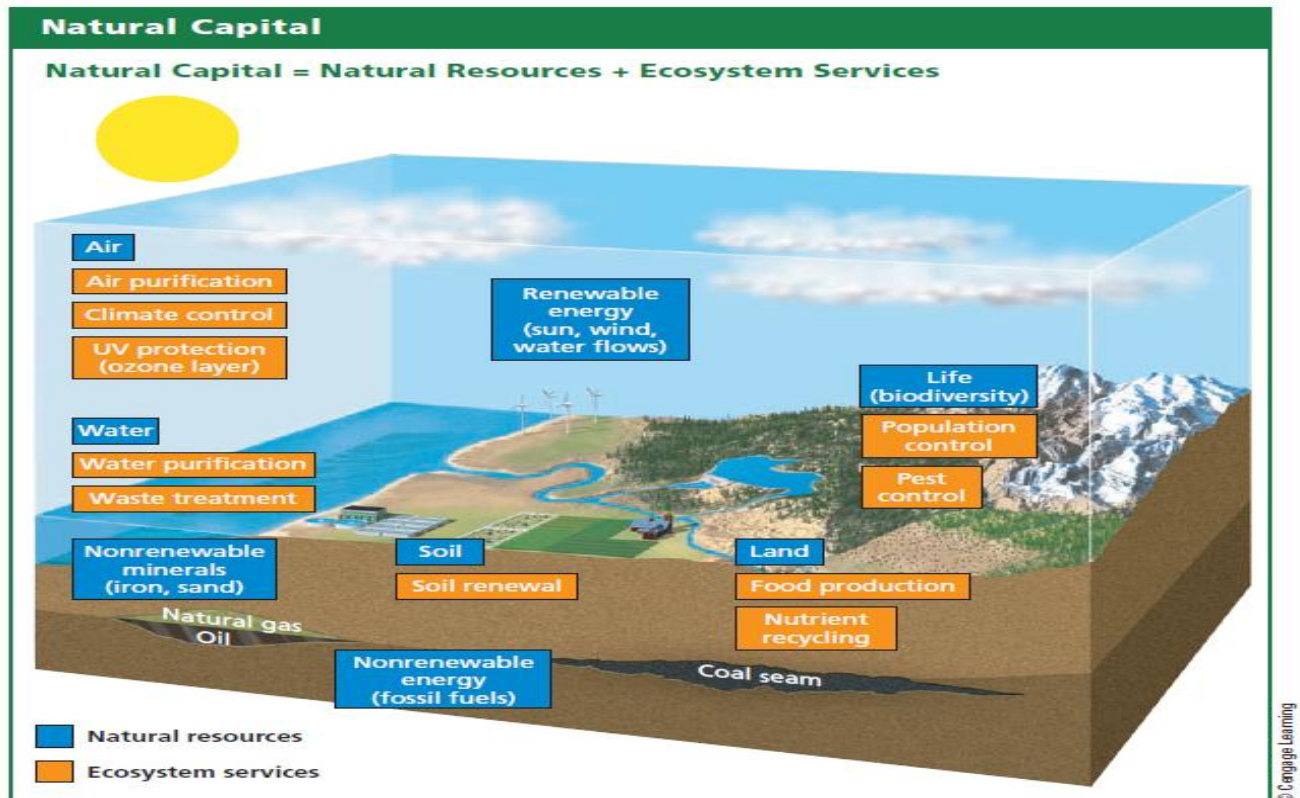 Natural Capital
Natural Capital = Natural Resources + Ecosystem Services
Air
Air purification
Climate control
UV protection
(ozone layer)
Renewable
energy
(sun, wind,
water flows)
Life
(biodiversity)
Population
control
Pest
control
Water
Water purification
Waste treatment
Nonrenewable
minerals
(iron, sand)
Soil
Soil renewal
Land
Food production
Nutrient
recycling
Natural gas
Oil
Nonrenewable
energy
(fossil fuels)
Coal seam
Natural resources
Ecosystem services
© Cengage Learning